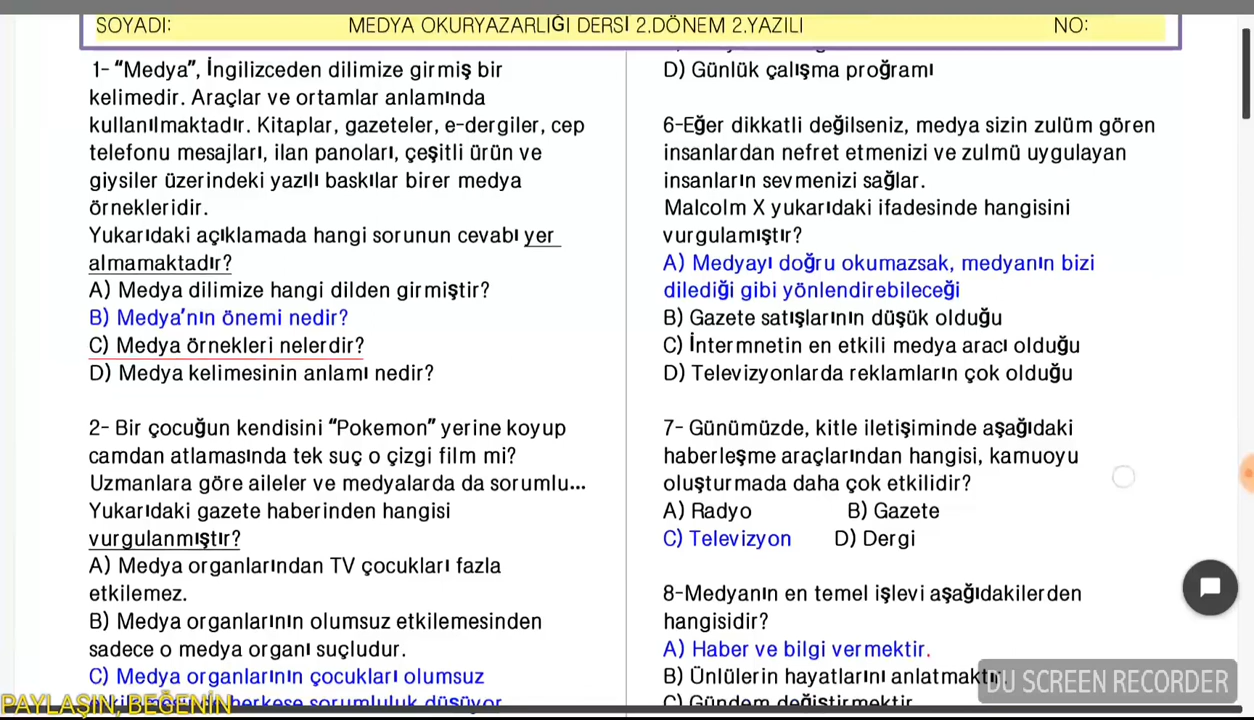 SOYADI: MEDYA OKURYAZARLIĞI DERSİ 2.DÖNEM 2.YAZILI NO:
1- “Medya”, İngilizceden dilimize girmiş bir
kelimedir. Araçlar ve ortamlar anlamında
kullanılmaktadır. Kitaplar, gazeteler, e-dergiler, cep
telefonu mesajları, ilan panoları, çeşitli ürün ve
giysiler üzerindeki yazılı baskılar birer medya
örnekleridir.
Yukarıdaki açıklamada hangi sorunun cevabı yer
almamaktadır?
A) Medya dilimize hangi dilden girmiştir?
B) Medya’nın önemi nedir?
C) Medya örnekleri nelerdir?
D) Medya kelimesinin anlamı nedir?
2- Bir çocuğun kendisini “Pokemon” yerine koyup
camdan atlamasında tek suç o çizgi film mi?
Uzmanlara göre aileler ve medyalarda da sorumlu...
Yukarıdaki gazete haberinden hangisi
vurgulanmıştır?
A) Medya organlarından TV çocukları fazla
etkilemez.
B) Medya organlarının olumsuz etkilemesinden
sadece o medya organı suçludur.
C) Medya organlarının çocukları olumsuz
herkese sorumluluk düşüyor
D) Günlük çalışma proğramı
6-Eğer dikkatli değilseniz, medya sizin zulüm gören
insanlardan nefret etmenizi ve zulmü uygulayan
insanların sevmenizi sağlar.
Malcolm X yukarıdaki ifadesinde hangisini
vurgulamıştır?
A) Medyayı doğru okumazsak, medyanın bizi
dilediği gibi yönlendirebileceği
B) Gazete satışlarının düşük olduğu
C) İntermnetin en etkili medya aracı olduğu
D) Televizyonlarda reklamların çok olduğu
7- Günümüzde, kitle iletişiminde aşağıdaki
haberleşme araçlarından hangisi, kamuoyu
oluşturmada daha çok etkilidir?
A) Radyo B) Gazete
C) Televizyon D) Dergi
8-Medyanın en temel işlevi aşağıdakilerden
hangisidir?
A) Haber ve bilgi vermektir.
B) Ünlülerin hayatlarını anlatmaktır
C) Gündem değiştirmektir
PAYLAŞIN, BEĞENİN
DU SCREEN RECORDER